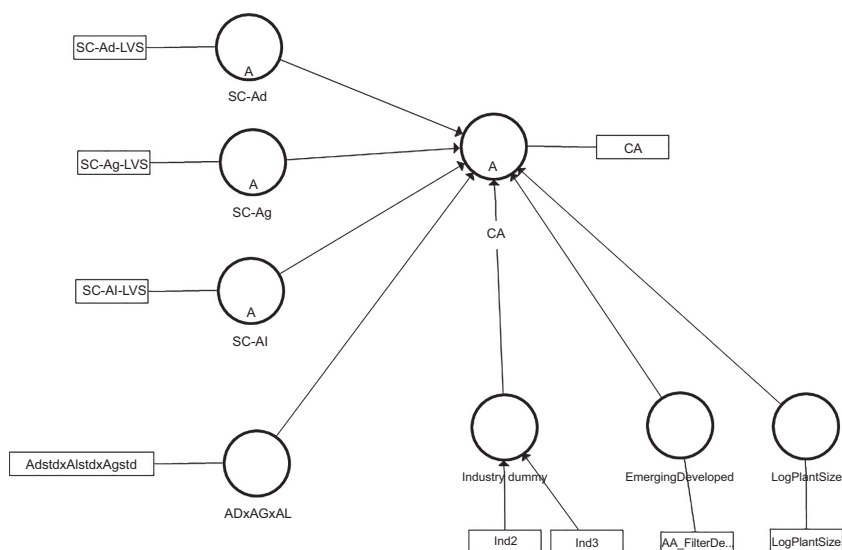 SC-Ad-LVS
A
SC-Ad
SC-Ag-LVS
A
SC-Ag
A
CA
CA
SC-Al-LVS
A
SC-Al
AdstdxAlstdxAgstd
ADxAGxAL
Industry dummy
EmergingDeveloped
LogPlantSize
Ind2
Ind3
AA_FilterDe...
LogPlantSize